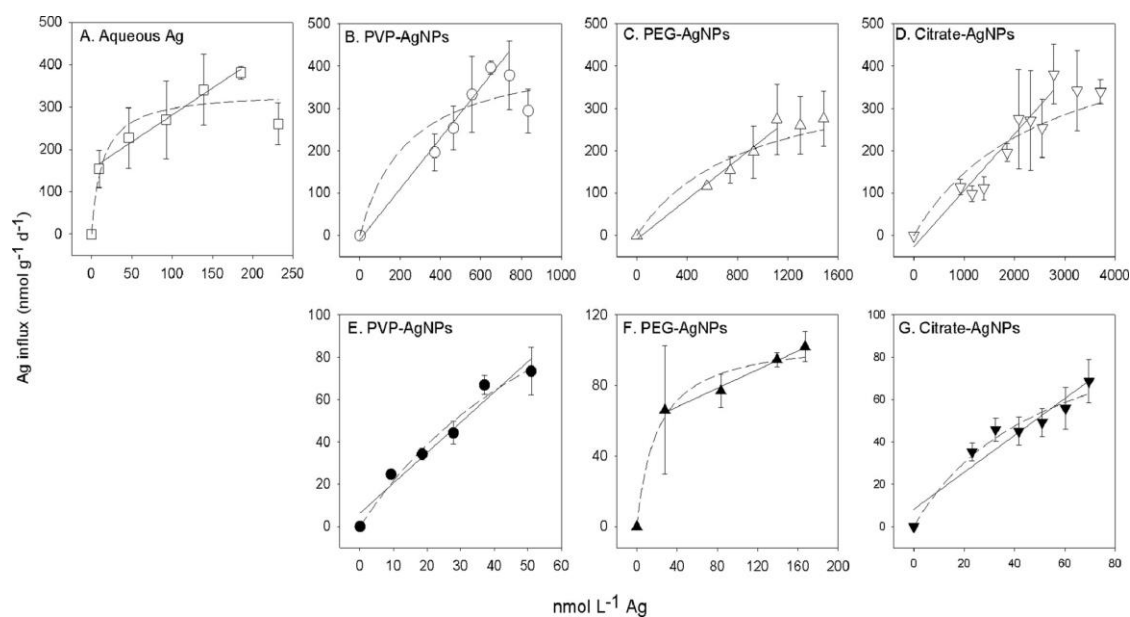 A. Aqueous Ag
500
400
300
200
100
0
0 50 100 150 200 250
B. PVP-AgNPs
500
400
300
200
100
0
0 200 400 600 800 1000
C. PEG-AgNPs
500
400
300
200
100
0
0 400 800 1200 1600
D. Citrate-AgNPs
500
400
300
200
100
0
0 1000 2000 3000 4000
Ag influx (nmol g⁻¹ d⁻¹)
E. PVP-AgNPs
100
80
60
40
20
0
0 10 20 30 40 50 60
F. PEG-AgNPs
120
80
40
0
0 40 80 120 160 200
G. Citrate-AgNPs
100
80
60
40
20
0
0 20 40 60 80
nmol L⁻¹ Ag